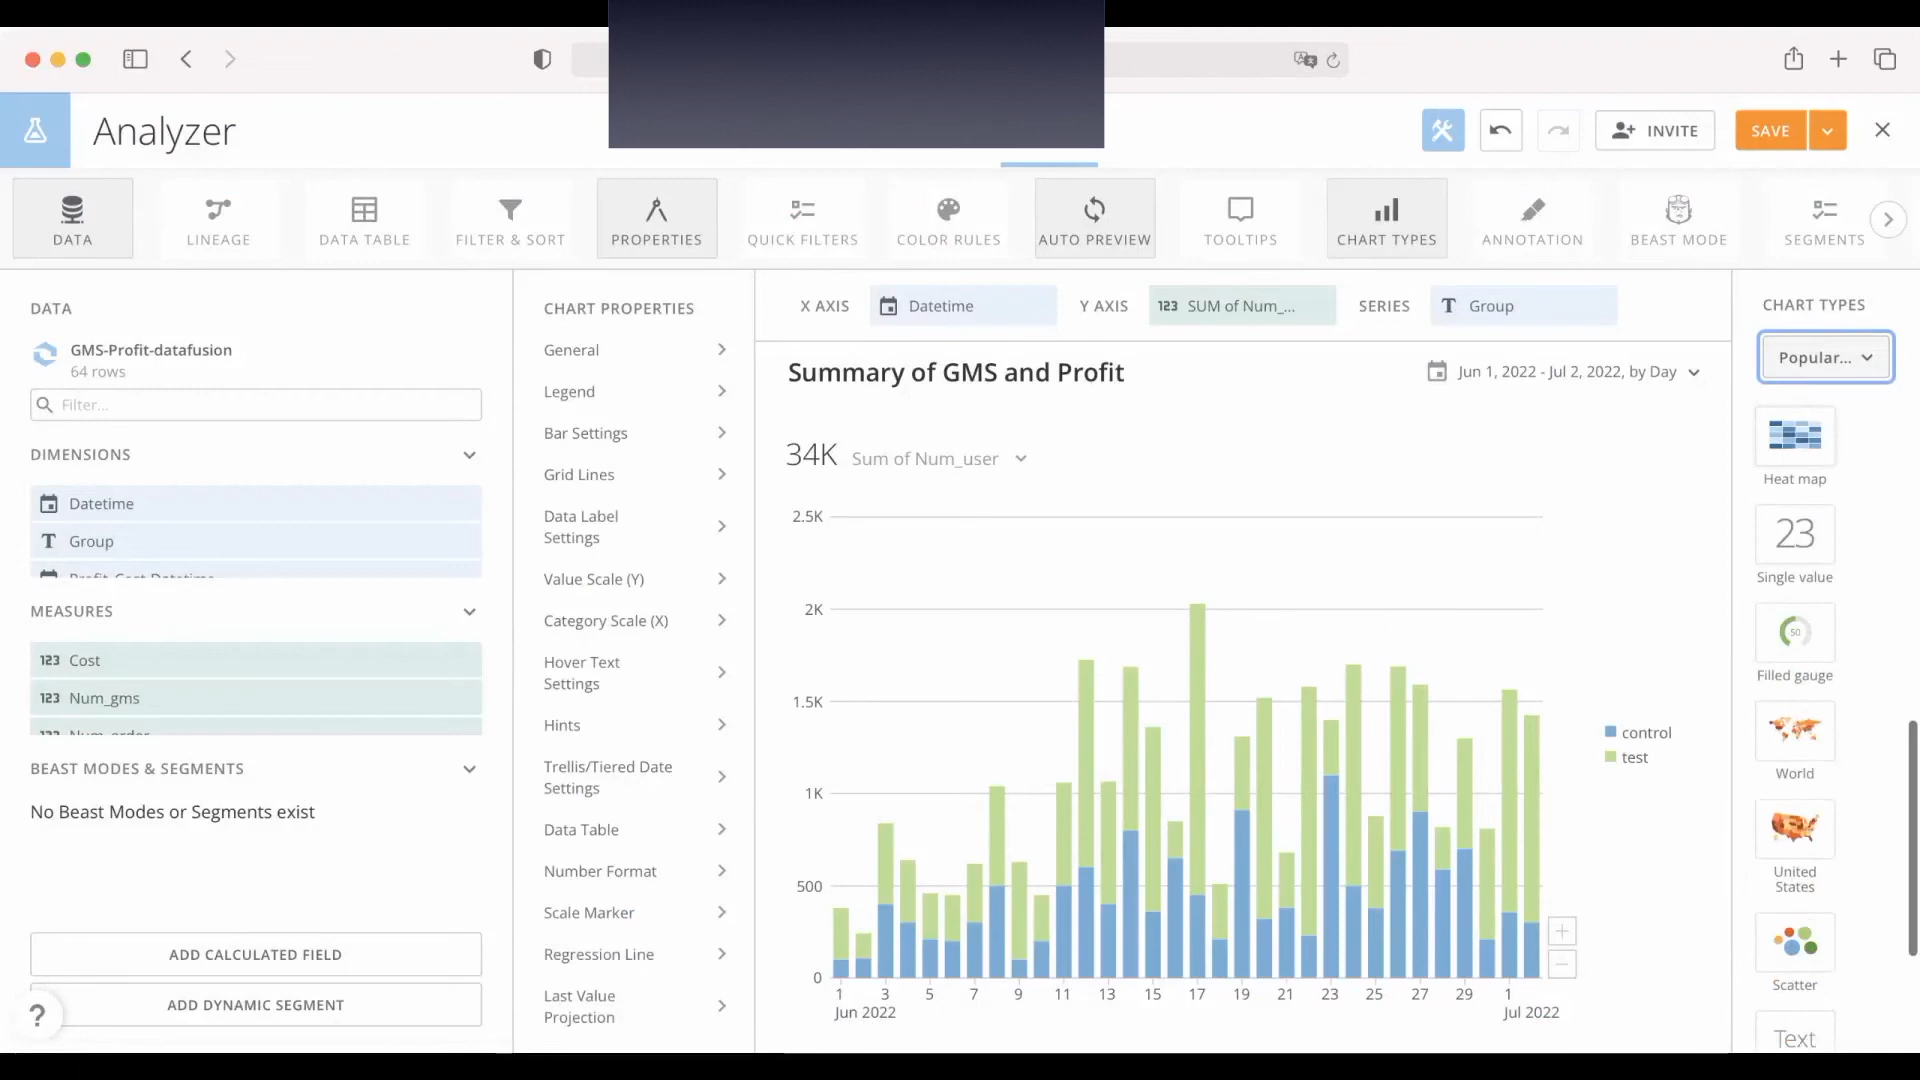 Analyzer
INVITE
SAVE
DATA
LINEAGE
DATA TABLE
FILTER & SORT
PROPERTIES
QUICK FILTERS
COLOR RULES
AUTO PREVIEW
TOOLTIPS
CHART TYPES
ANNOTATION
BEAST MODE
SEGMENTS
DATA
GMS-Profit-datafusion
64 rows
Filter...
DIMENSIONS
Datetime
T Group
Profit_Cost.Datetime
MEASURES
123 Cost
123 Num_gms
123 Num_order
BEAST MODES & SEGMENTS
No Beast Modes or Segments exist
ADD CALCULATED FIELD
ADD DYNAMIC SEGMENT
?
CHART PROPERTIES
General
Legend
Bar Settings
Grid Lines
Data Label
Settings
Value Scale (Y)
Category Scale (X)
Hover Text
Settings
Hints
Trellis/Tiered Date
Settings
Data Table
Number Format
Scale Marker
Regression Line
Last Value
Projection
X AXIS Datetime Y AXIS 123 SUM of Num_... SERIES T Group
Summary of GMS and Profit
Jun 1, 2022 - Jul 2, 2022, by Day
34K Sum of Num_user
2.5K
2K
1.5K
1K
500
0
1 3 5 7 9 11 13 15 17 19 21 23 25 27 29 1
Jun 2022 Jul 2022
control
test
CHART TYPES
Popular...
Heat map
23
Single value
50
Filled gauge
World
United
States
Scatter
Text